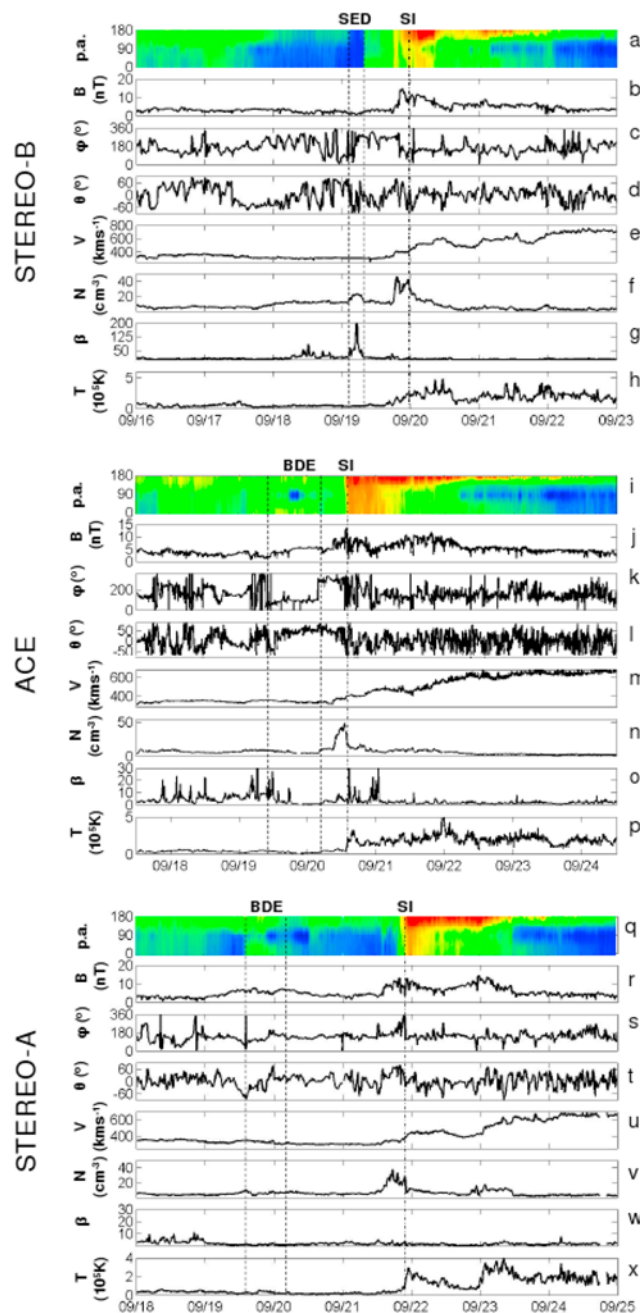 SED SI
STEREO-B
p.a.
180
90
0
a
B
(nT)
20
10
0
b
φ (°)
360
180
0
c
θ (°)
60
-60
d
V
(kms-1)
800
600
400
e
N
(cm-3)
40
20
f
β
200
125
50
g
T
(10⁵K)
5
0
h
09/16 09/17 09/18 09/19 09/20 09/21 09/22 09/23
BDE SI
ACE
p.a.
180
90
0
i
B
(nT)
15
10
5
0
j
φ (°)
200
0
k
θ (°)
50
-50
l
V
(kms-1)
600
400
m
N
(cm-3)
50
0
n
β
30
20
10
0
o
T
(10⁵K)
5
0
p
09/18 09/19 09/20 09/21 09/22 09/23 09/24
BDE SI
STEREO-A
p.a.
180
90
0
q
B
(nT)
20
10
0
r
φ (°)
360
180
0
s
θ (°)
60
-60
t
V
(kms-1)
600
400
u
N
(cm-3)
40
20
0
v
β
30
20
10
0
w
T
(10⁵K)
4
2
0
x
09/18 09/19 09/20 09/21 09/22 09/23 09/24 09/25